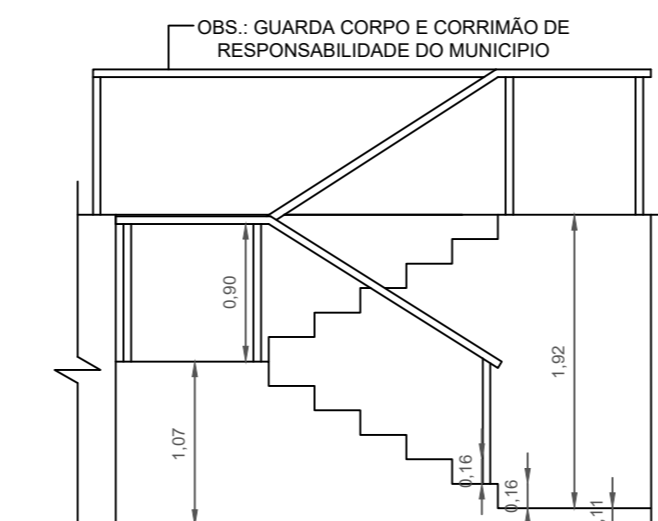 OBS.: GUARDA CORPO E CORRIMÃO DE
RESPONSABILIDADE DO MUNICIPIO
0,90
1,92
1,07
0,16
0,16